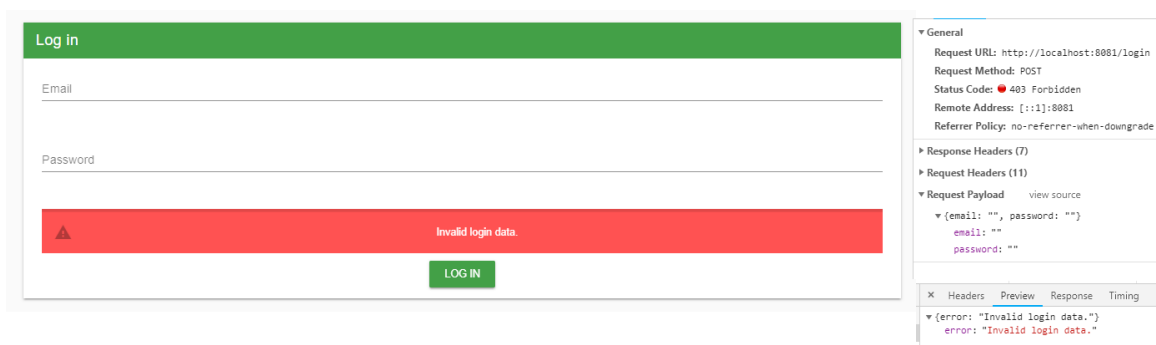 Log in
Email
Password
Invalid login data.
LOG IN
General
Request URL: http://localhost:8081/login
Request Method: POST
Status Code: 403 Forbidden
Remote Address: [::1]:8081
Referrer Policy: no-referrer-when-downgrade
Response Headers (7)
Request Headers (11)
Request Payload view source
{email: "", password: ""}
email: ""
password: ""
× Headers Preview Response Timing
{error: "Invalid login data."}
error: "Invalid login data."